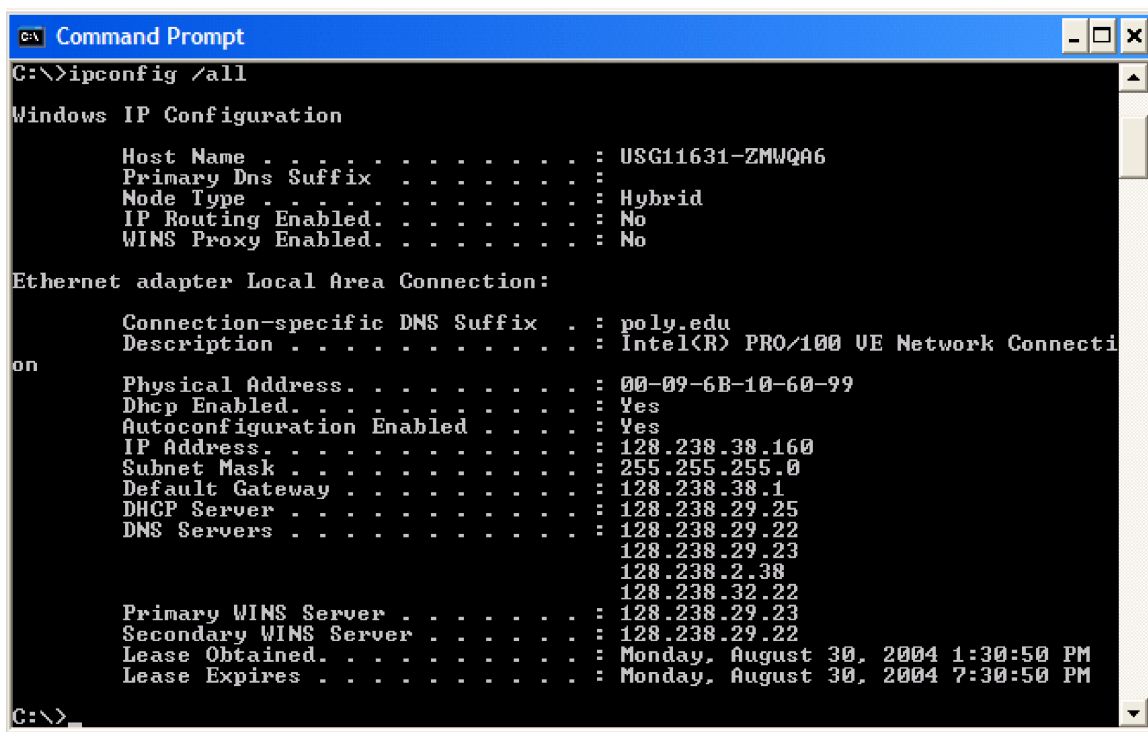 Command Prompt
C:\>ipconfig /all
Windows IP Configuration
Host Name . . . . . . . . . . . . : USG11631-ZMWQA6
Primary Dns Suffix  . . . . . . . :
Node Type . . . . . . . . . . . . : Hybrid
IP Routing Enabled. . . . . . . . : No
WINS Proxy Enabled. . . . . . . . : No
Ethernet adapter Local Area Connection:
Connection-specific DNS Suffix  . : poly.edu
Description . . . . . . . . . . . : Intel(R) PRO/100 VE Network Connecti
on
Physical Address. . . . . . . . . : 00-09-6B-10-60-99
Dhcp Enabled. . . . . . . . . . . : Yes
Autoconfiguration Enabled . . . . : Yes
IP Address. . . . . . . . . . . . : 128.238.38.160
Subnet Mask . . . . . . . . . . . : 255.255.255.0
Default Gateway . . . . . . . . . : 128.238.38.1
DHCP Server . . . . . . . . . . . : 128.238.29.25
DNS Servers . . . . . . . . . . . : 128.238.29.22
128.238.29.23
128.238.2.38
128.238.32.22
Primary WINS Server . . . . . . . : 128.238.29.23
Secondary WINS Server . . . . . . : 128.238.29.22
Lease Obtained. . . . . . . . . . : Monday, August 30, 2004 1:30:50 PM
Lease Expires . . . . . . . . . . : Monday, August 30, 2004 7:30:50 PM
C:\>_